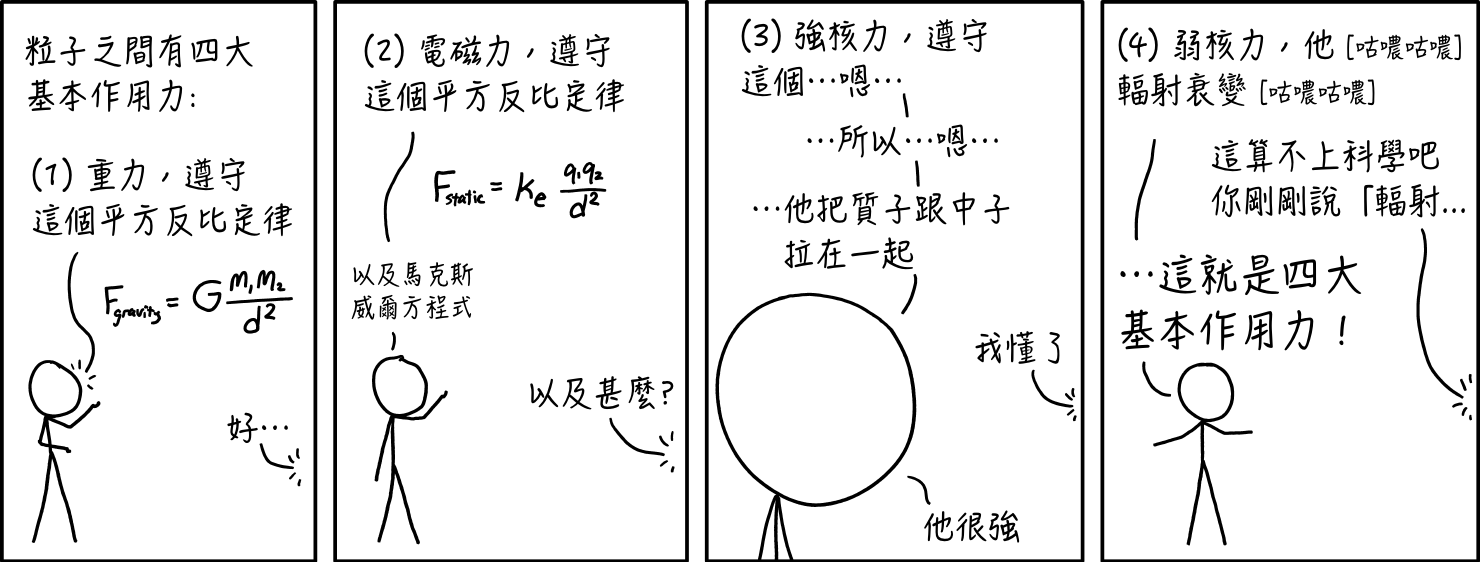 粒子之間有四大
基本作用力:
(1) 重力，遵守
這個平方反比定律
F_gravity = G m₁m₂/d²
好…
(2) 電磁力，遵守
這個平方反比定律
F_static = Kₑ q₁q₂/d²
以及馬克斯
威爾方程式
以及甚麼?
(3) 強核力，遵守
這個…嗯…
…所以…嗯…
…他把質子跟中子
拉在一起
我懂了
他很強
(4) 弱核力，他 [咕噥咕噥]
輻射衰變 [咕噥咕噥]
這算不上科學吧
你剛剛說「輻射...
…這就是四大
基本作用力！